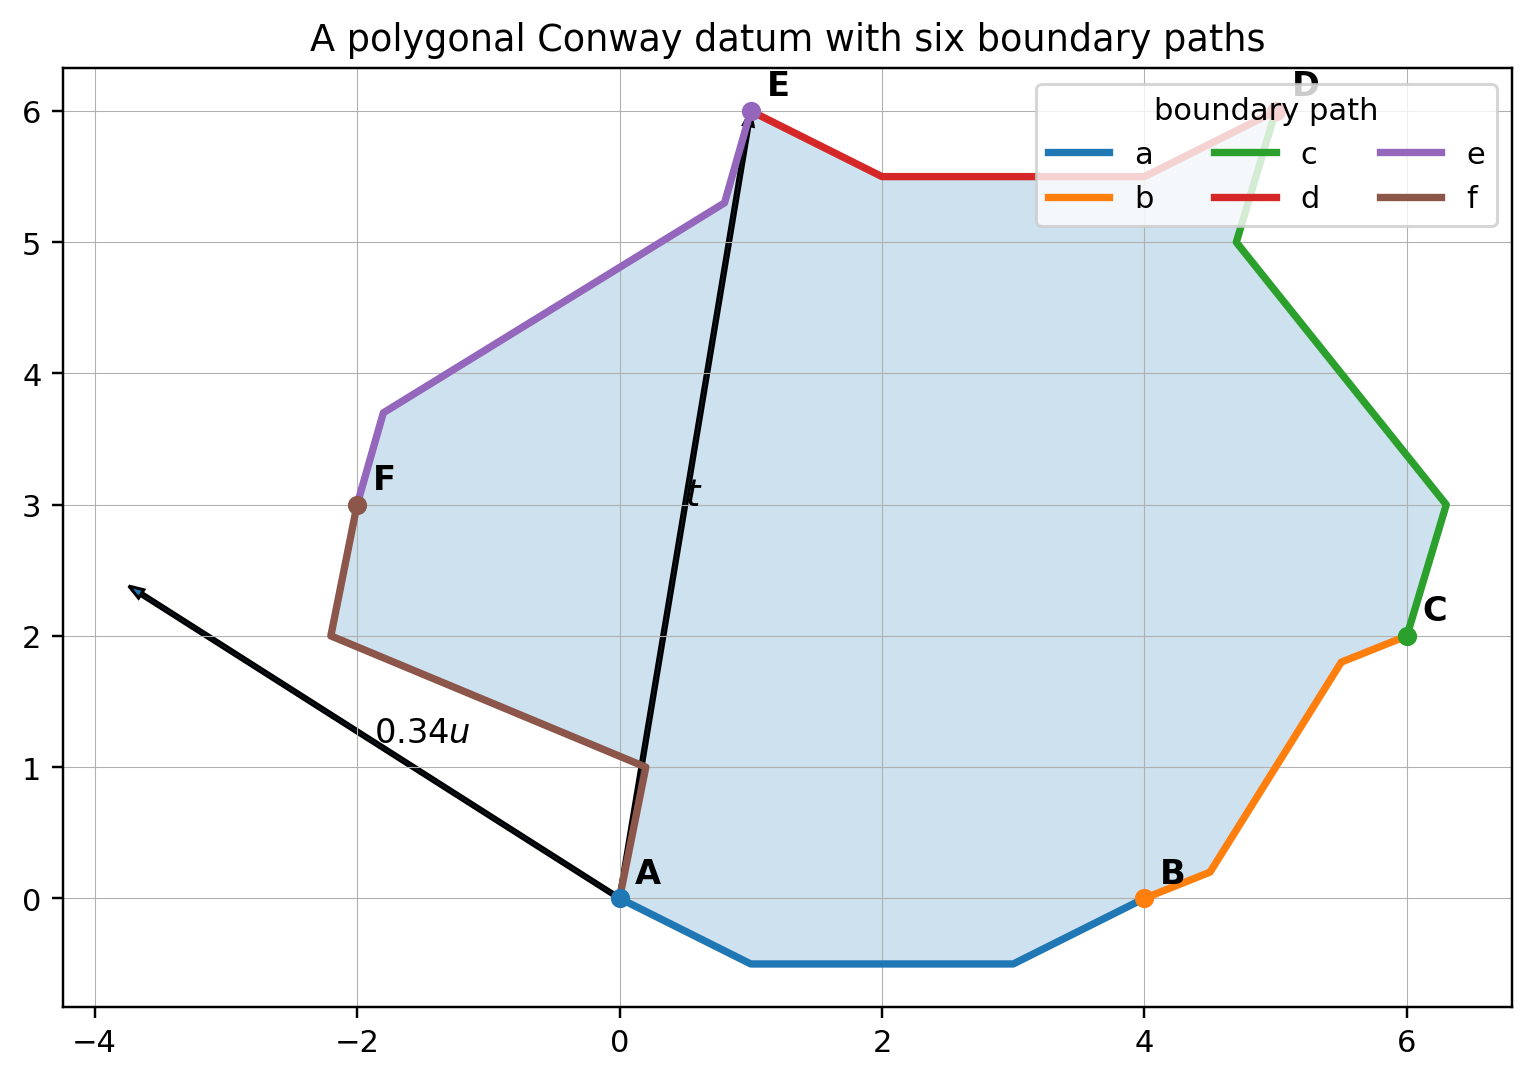 A polygonal Conway datum with six boundary paths
E
D
boundary path
a c e
b d f
F
t
C
0.34u
A
B
6
5
4
3
2
1
0
−4 −2 0 2 4 6